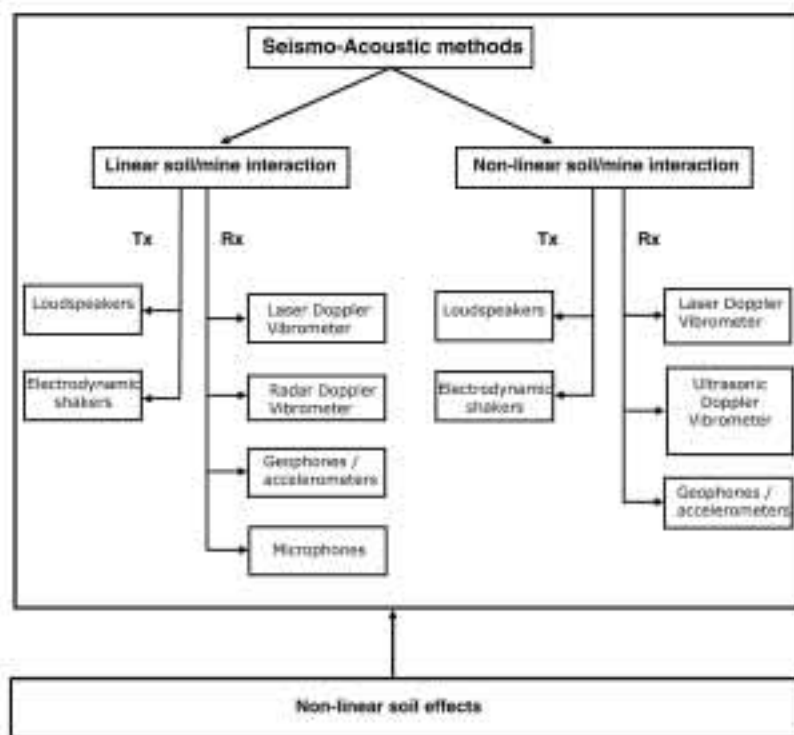 Seismo-Acoustic methods
Linear soil/mine interaction
Non-linear soil/mine interaction
Tx
Rx
Tx
Rx
Loudspeakers
Electrodynamic
shakers
Laser Doppler
Vibrometer
Radar Doppler
Vibrometer
Geophones /
accelerometers
Microphones
Loudspeakers
Electrodynamic
shakers
Laser Doppler
Vibrometer
Ultrasonic
Doppler
Vibrometer
Geophones /
accelerometers
Non-linear soil effects